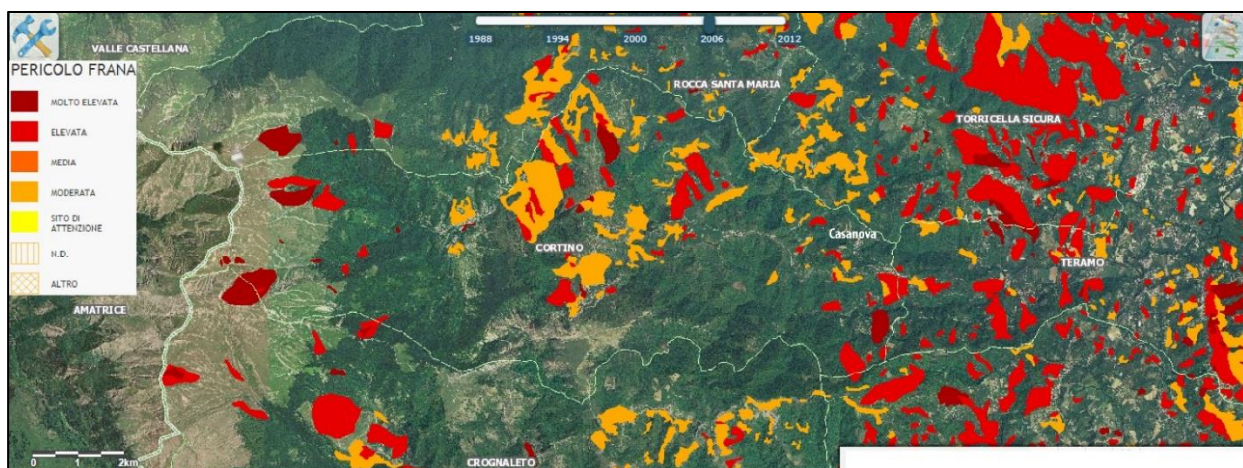 VALLE CASTELLANA
1988 1994 2000 2006 2012
PERICOLO FRANA
MOLTO ELEVATA
ELEVATA
MEDIA
MODERATA
SITO DI
ATTENZIONE
N.D.
ALTRO
ROCCA SANTA MARIA
TORRICELLA SICURA
Casanova
CORTINO
TERAMO
AMATRICE
0 1 2km
CROGNALETO